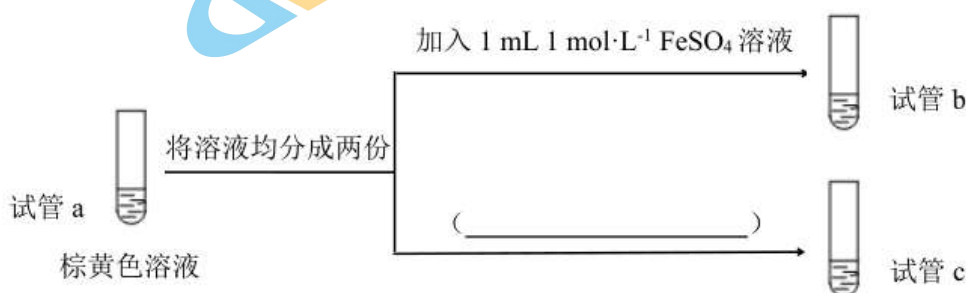 加入 1 mL 1 mol·L⁻¹ FeSO₄ 溶液
试管 b
将溶液均分成两份
试管 a
(____________________)
棕黄色溶液
试管 c